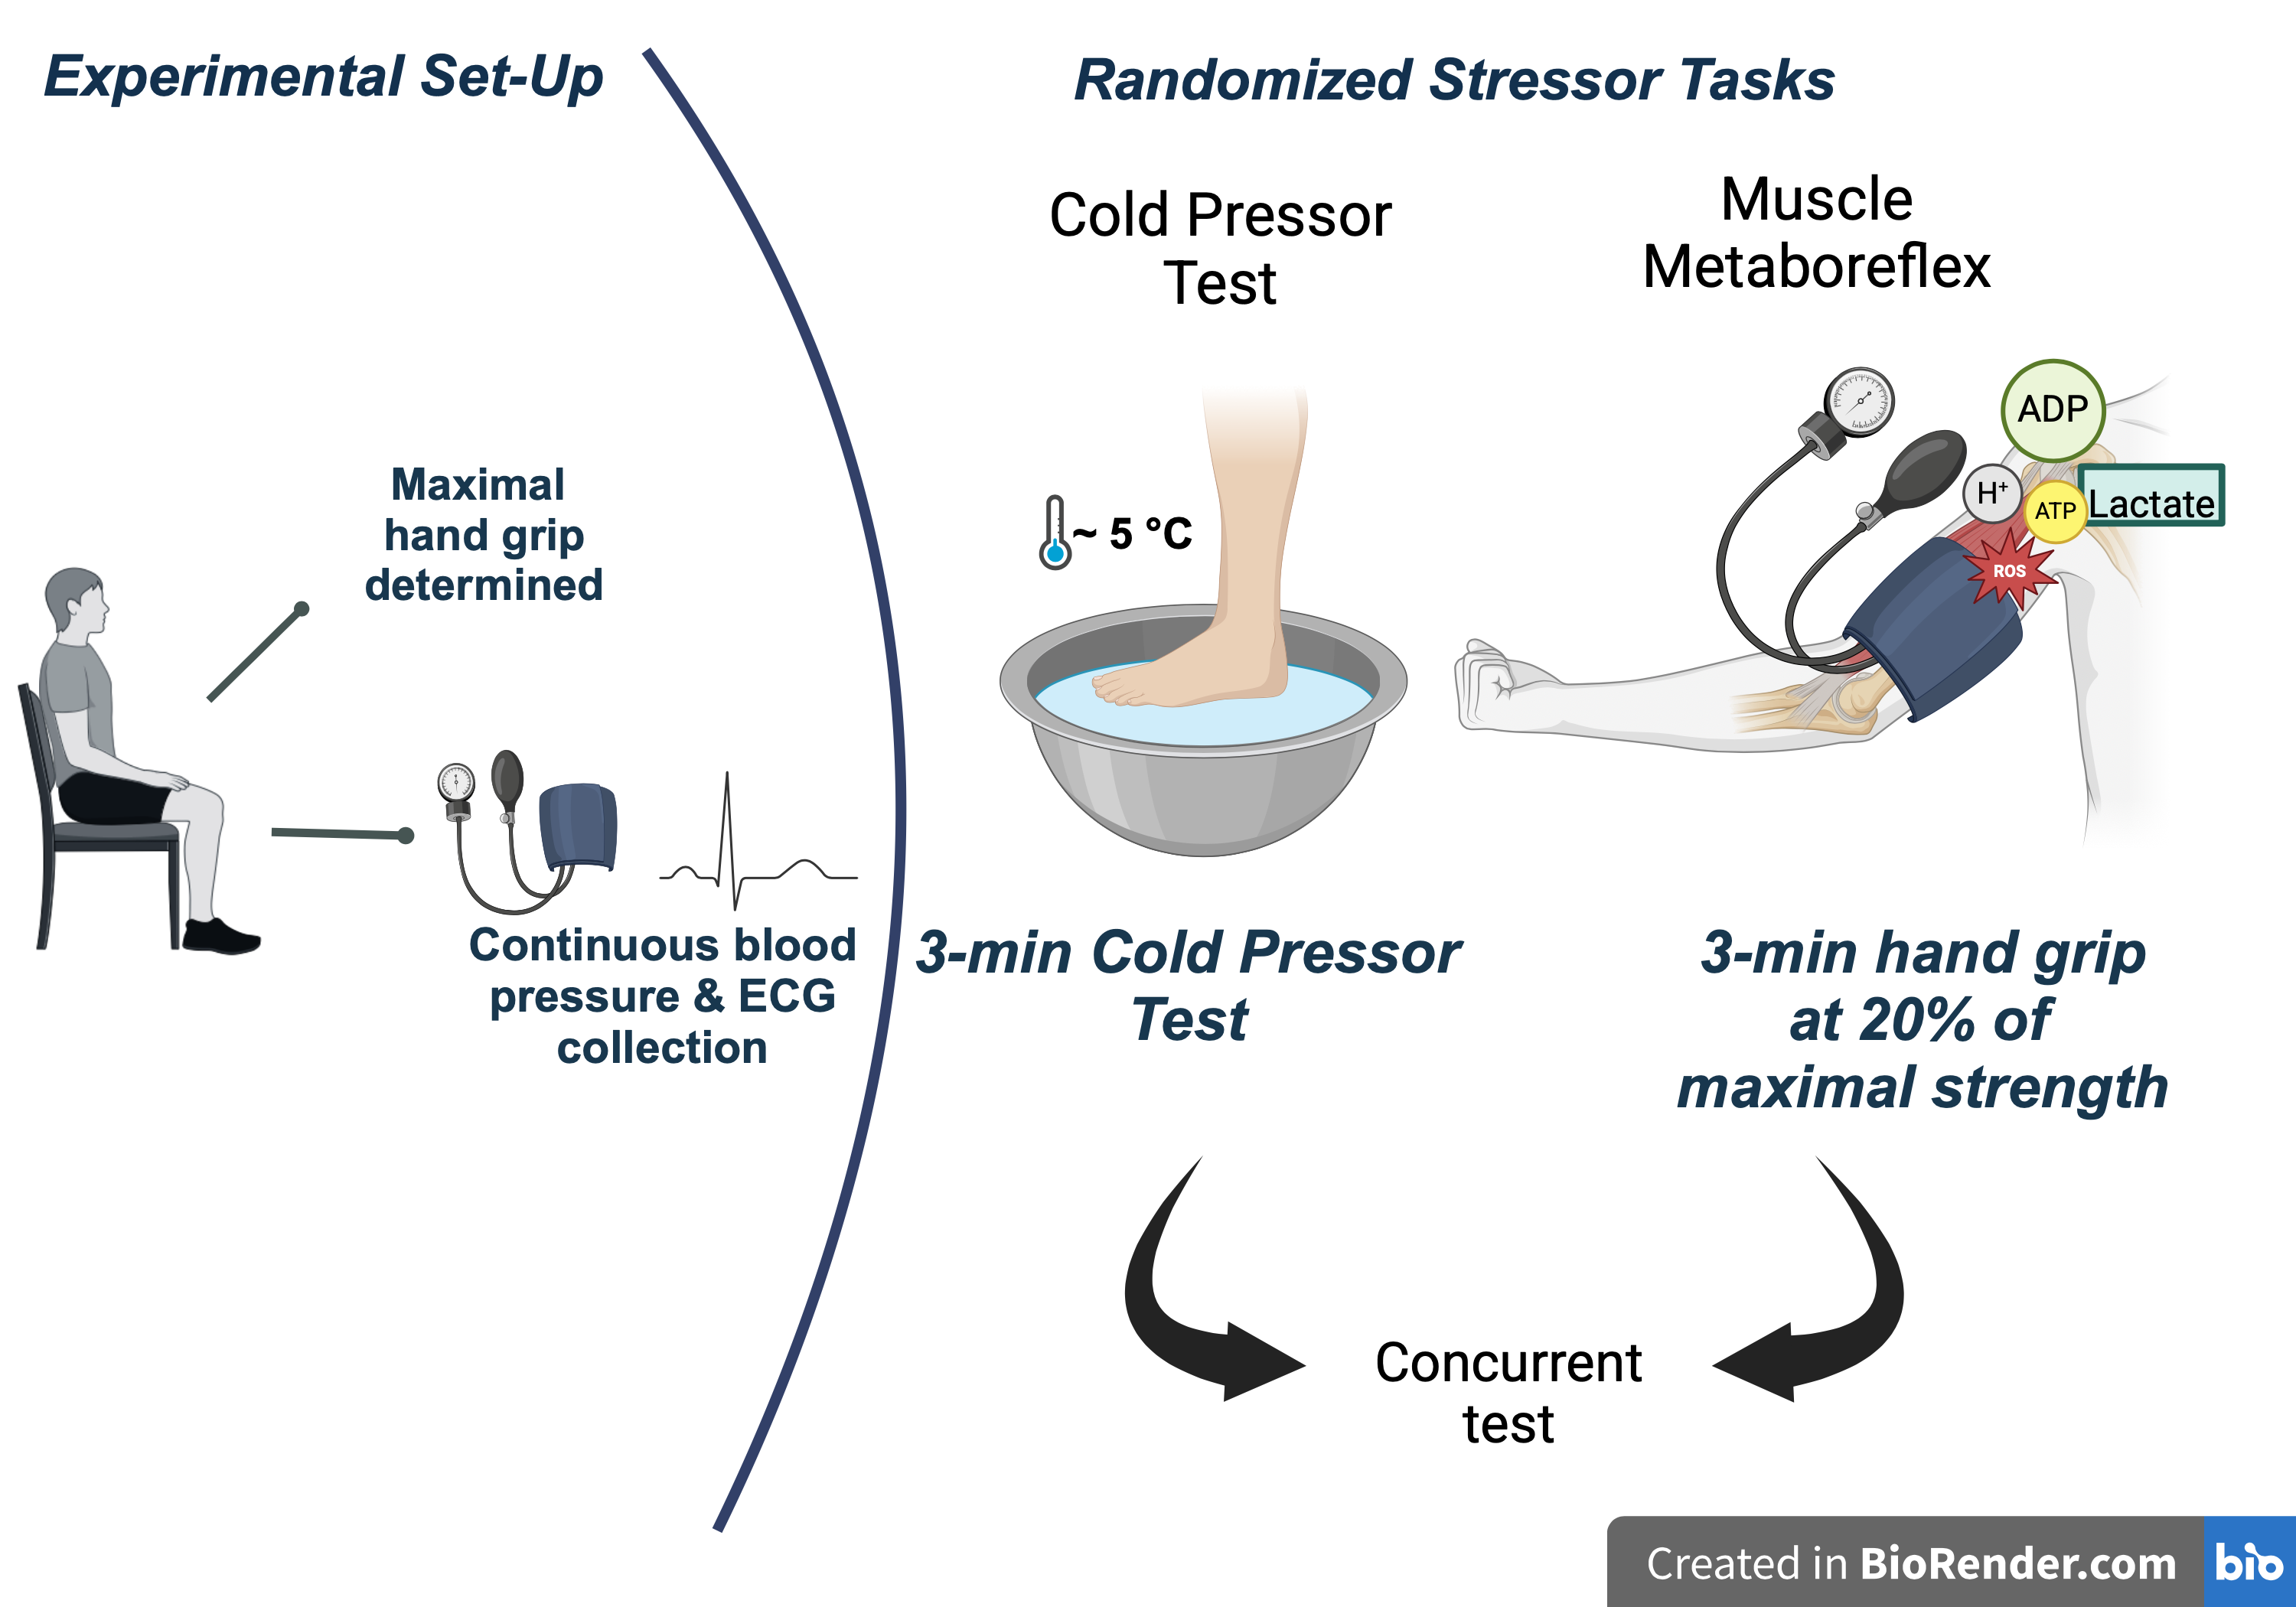 Experimental Set-Up
Maximal
hand grip
determined
Continuous blood
pressure & ECG
collection
Randomized Stressor Tasks
Cold Pressor
Test
~ 5 °C
3-min Cold Pressor
Test
Muscle
Metaboreflex
ADP
H⁺
ATP
Lactate
ROS
3-min hand grip
at 20% of
maximal strength
Concurrent
test
Created in BioRender.com
bio